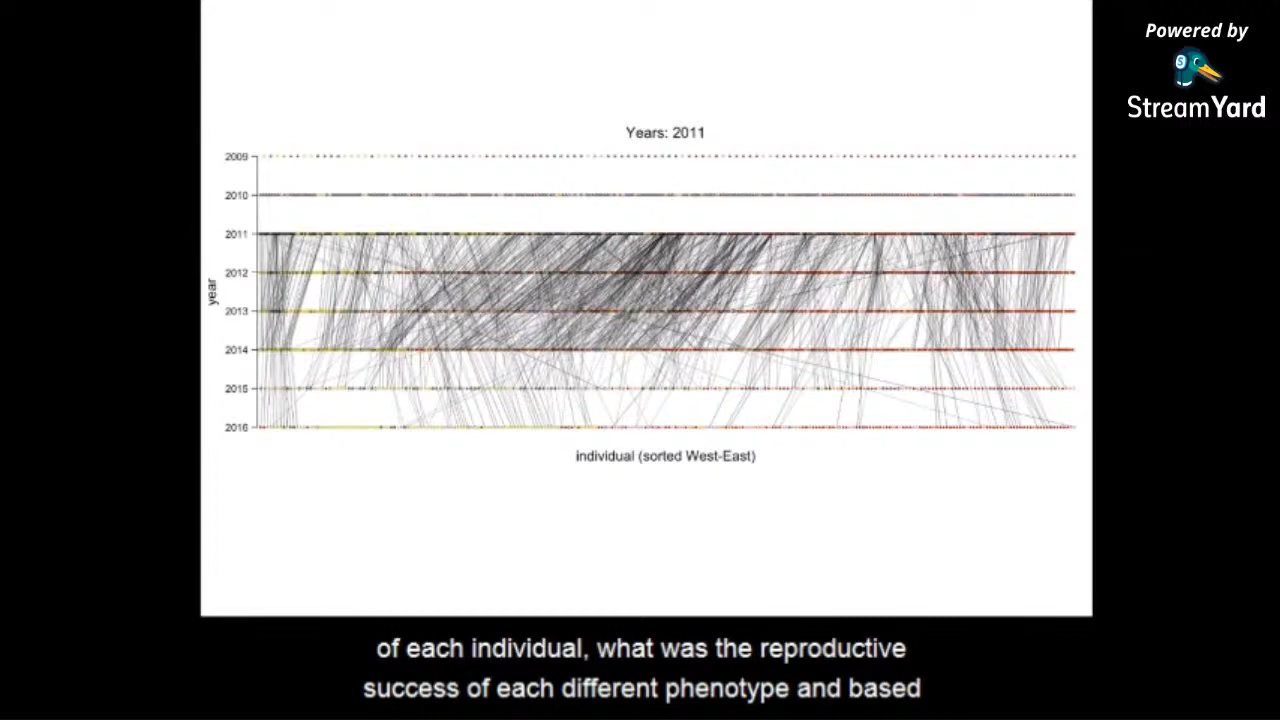 Powered by
StreamYard
Years: 2011
2009
2010
2011
2012
2013
2014
2015
2016
year
individual (sorted West-East)
of each individual, what was the reproductive
success of each different phenotype and based